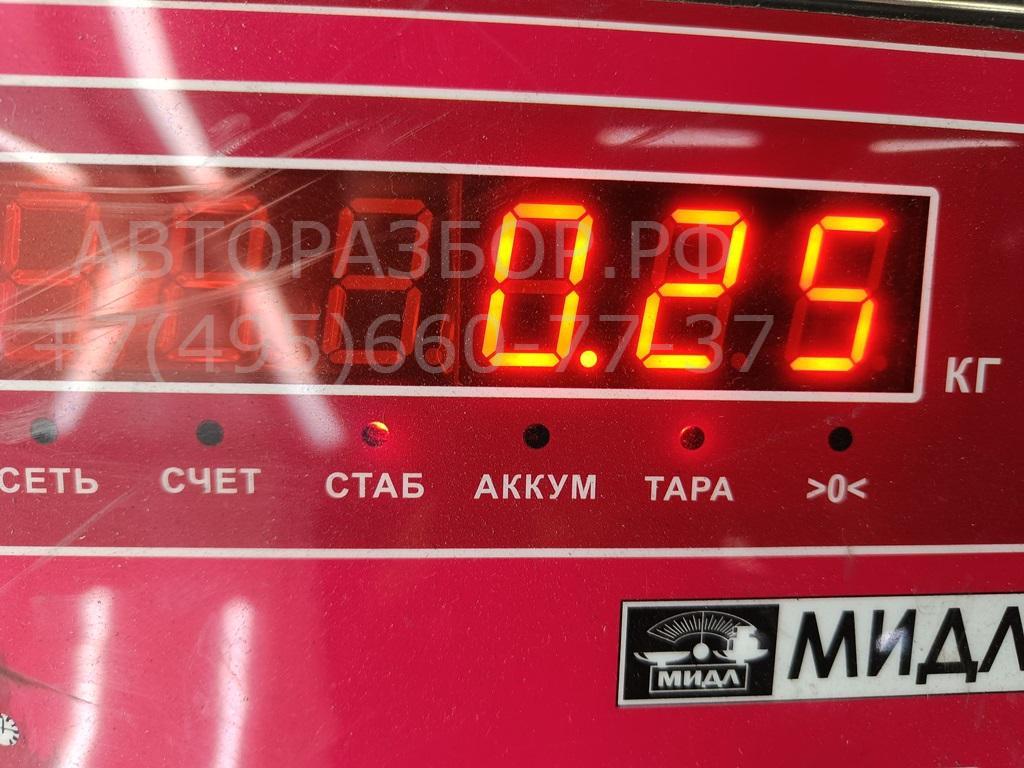 0.25
КГ
АВТОРАЗБОР.РФ
+7(495)660-77-37
СЕТЬ СЧЕТ СТАБ АККУМ ТАРА >0<
МИДЛ МИДЛ